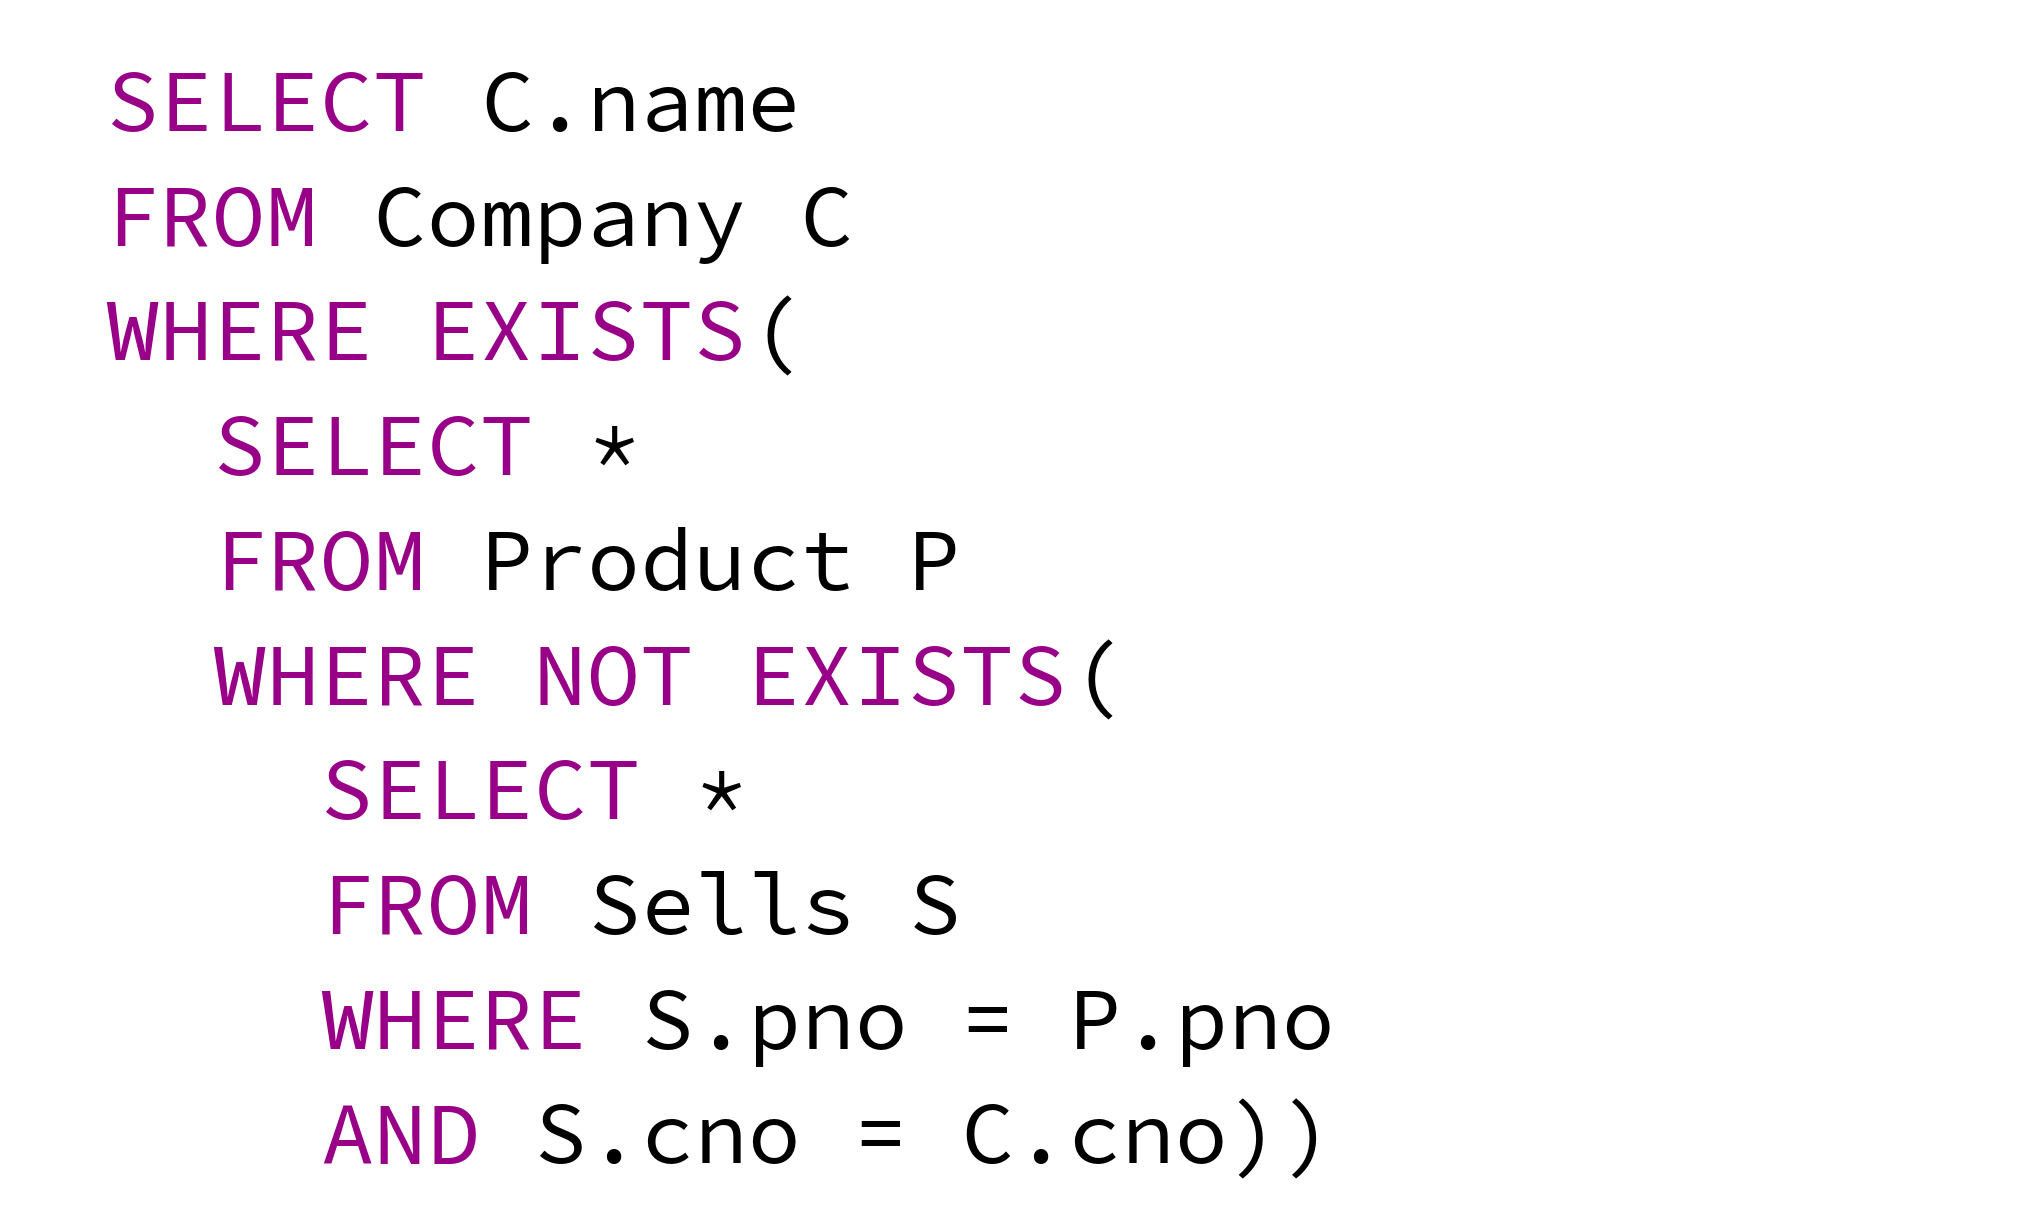 SELECT C.name
FROM Company C
WHERE EXISTS(
SELECT *
FROM Product P
WHERE NOT EXISTS(
SELECT *
FROM Sells S
WHERE S.pno = P.pno
AND S.cno = C.cno))